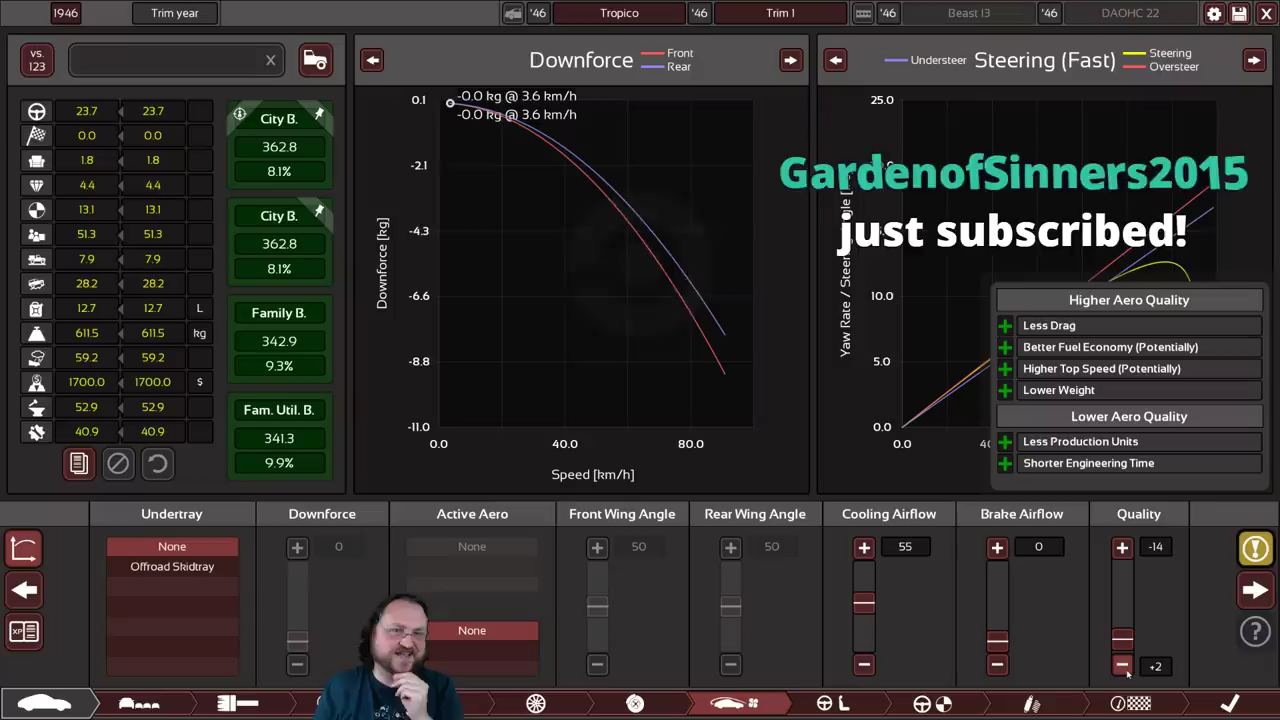 1946
Trim year
'46
Tropico
'46
Trim 1
'46
Beast 13
'46
DAOHC 22
vs.
123
X
23.7 23.7
0.0 0.0
1.8 1.8
4.4 4.4
13.1 13.1
51.3 51.3
7.9 7.9
28.2 28.2
12.7 12.7 L
611.5 611.5 kg
59.2 59.2
1700.0 1700.0 $
52.9 52.9
40.9 40.9
City B.
362.8
8.1%
City B.
362.8
8.1%
Family B.
342.9
9.3%
Fam. Util. B.
341.3
9.9%
Downforce
Front
Rear
-0.0 kg @ 3.6 km/h
-0.0 kg @ 3.6 km/h
0.1
-2.1
-4.3
-6.6
-8.8
-11.0
Downforce [kg]
0.0 40.0 80.0
Speed [km/h]
Understeer
Steering (Fast)
Steering
Oversteer
25.0
10.0
5.0
0.0
0.0
GardenofSinners2015
just subscribed!
Higher Aero Quality
Less Drag
Better Fuel Economy (Potentially)
Higher Top Speed (Potentially)
Lower Weight
Lower Aero Quality
Less Production Units
Shorter Engineering Time
Undertray
None
Offroad Skidtray
Downforce
0
Active Aero
None
None
Front Wing Angle
50
Rear Wing Angle
50
Cooling Airflow
55
Brake Airflow
0
Quality
-14
+2
XP
?